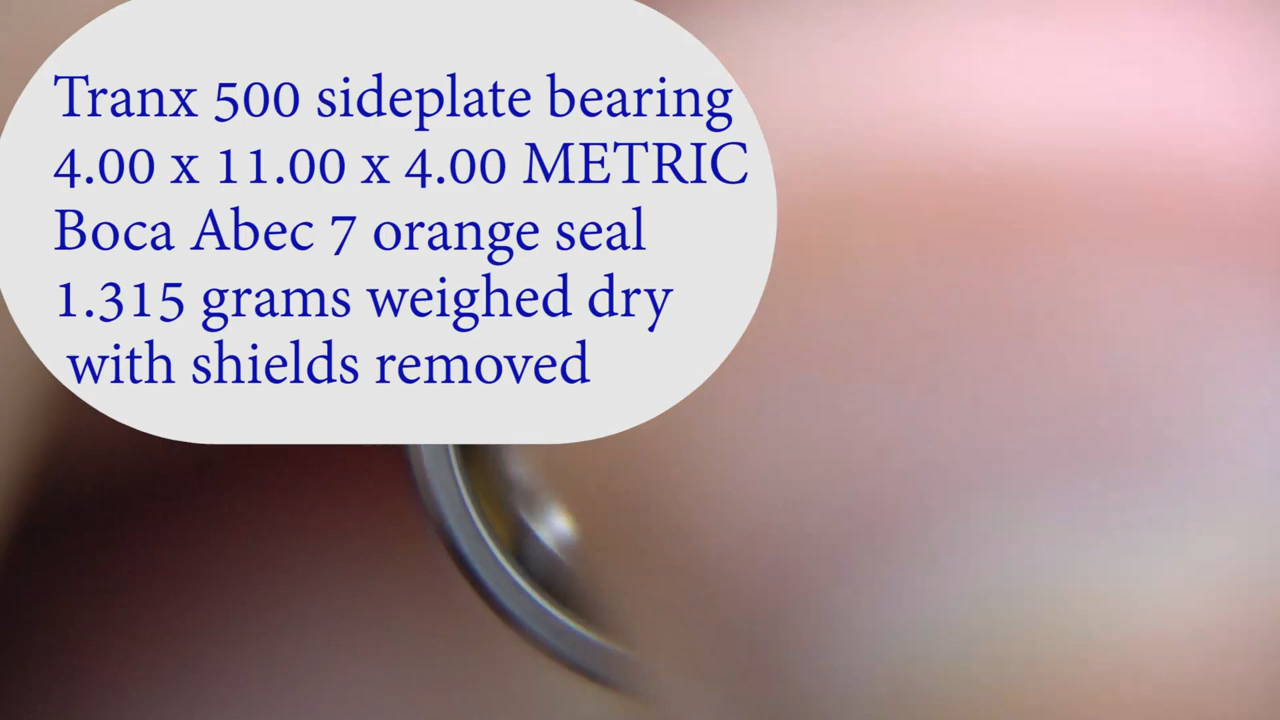 Tranx 500 sideplate bearing
4.00 x 11.00 x 4.00 METRIC
Boca Abec 7 orange seal
1.315 grams weighed dry
with shields removed